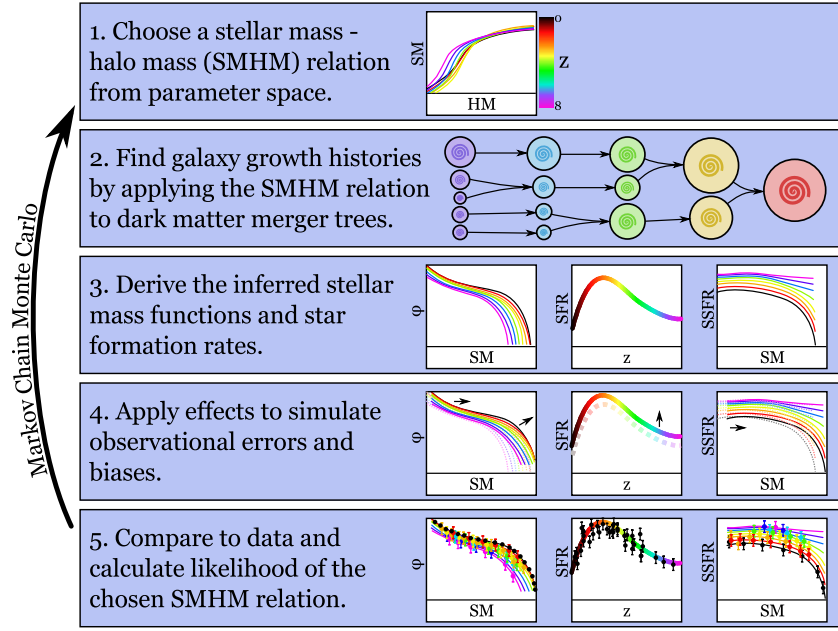 1. Choose a stellar mass -
halo mass (SMHM) relation
from parameter space.
SM
HM
0
z
8
2. Find galaxy growth histories
by applying the SMHM relation
to dark matter merger trees.
Markov Chain Monte Carlo
3. Derive the inferred stellar
mass functions and star
formation rates.
φ
SM
SFR
z
SSFR
SM
4. Apply effects to simulate
observational errors and
biases.
φ
SM
SFR
z
SSFR
SM
5. Compare to data and
calculate likelihood of the
chosen SMHM relation.
φ
SM
SFR
z
SSFR
SM